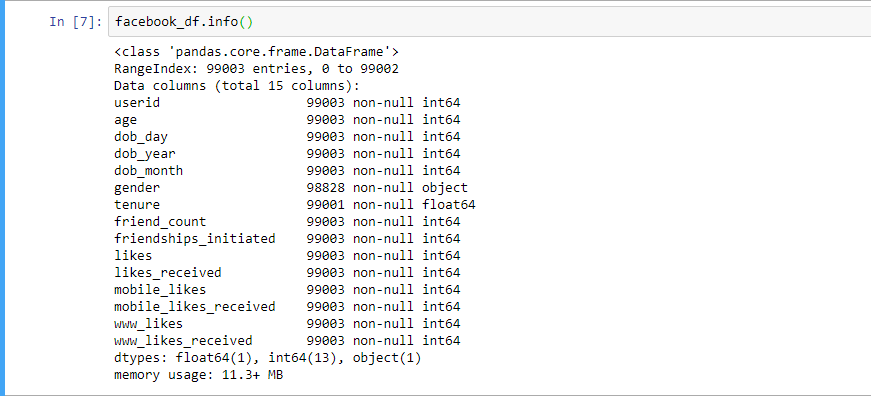 In [7]: facebook_df.info()
<class 'pandas.core.frame.DataFrame'>
RangeIndex: 99003 entries, 0 to 99002
Data columns (total 15 columns):
userid                   99003 non-null int64
age                      99003 non-null int64
dob_day                  99003 non-null int64
dob_year                 99003 non-null int64
dob_month                99003 non-null int64
gender                   98828 non-null object
tenure                   99001 non-null float64
friend_count             99003 non-null int64
friendships_initiated    99003 non-null int64
likes                    99003 non-null int64
likes_received           99003 non-null int64
mobile_likes             99003 non-null int64
mobile_likes_received    99003 non-null int64
www_likes                99003 non-null int64
www_likes_received       99003 non-null int64
dtypes: float64(1), int64(13), object(1)
memory usage: 11.3+ MB